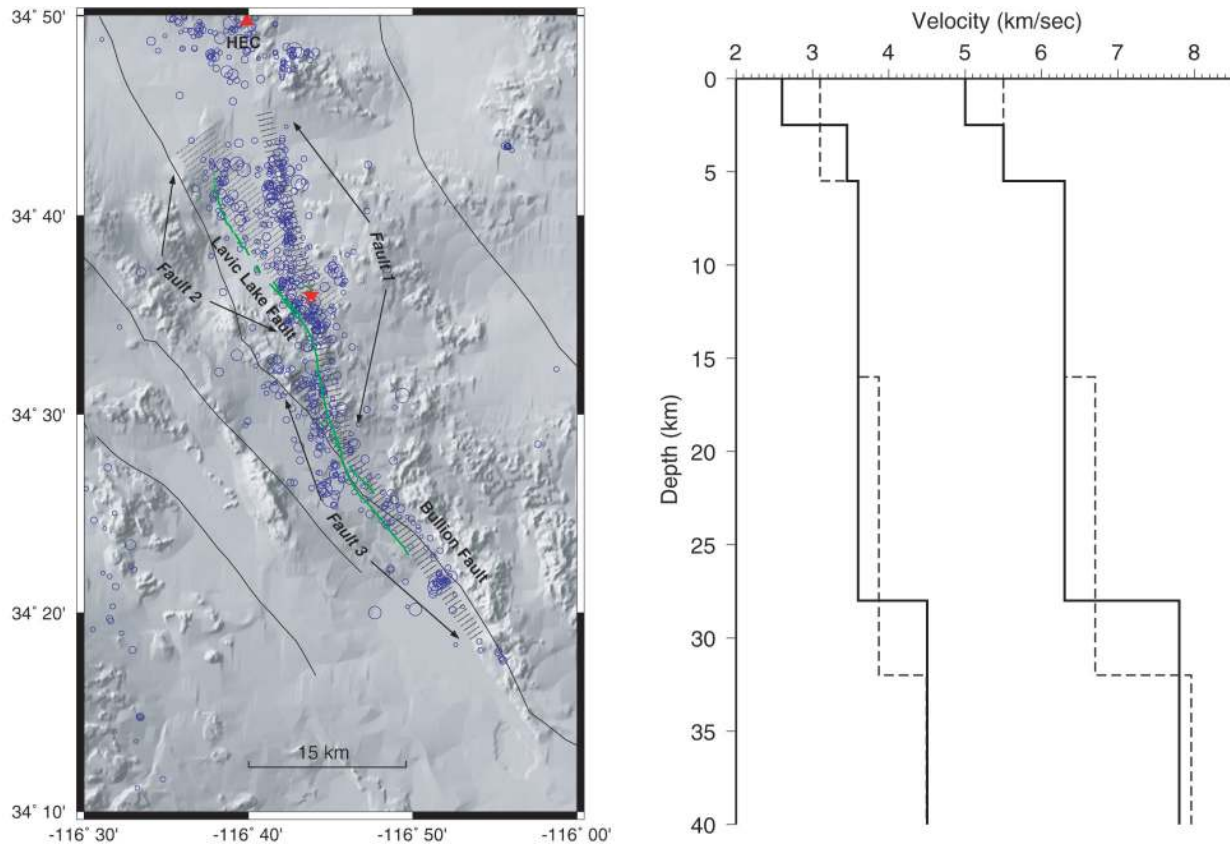 34° 50'
34° 40'
34° 30'
34° 20'
34° 10'
-116° 30'
-116° 40'
-116° 50'
-116° 00'
HEC
Fault 1
Fault 2
Lavic Lake Fault
Fault 3
Bullion Fault
15 km
Velocity (km/sec)
2 3 4 5 6 7 8
Depth (km)
0
5
10
15
20
25
30
35
40